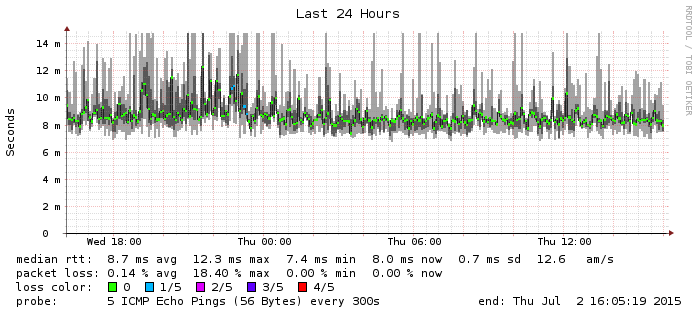 Last 24 Hours
RRDTOOL / TOBI OETIKER
Seconds
14 m
12 m
10 m
8 m
6 m
4 m
2 m
0
Wed 18:00 Thu 00:00 Thu 06:00 Thu 12:00
median rtt: 8.7 ms avg 12.3 ms max 7.4 ms min 8.0 ms now 0.7 ms sd 12.6 am/s
packet loss: 0.14 % avg 18.40 % max 0.00 % min 0.00 % now
loss color: 0 1/5 2/5 3/5 4/5
probe: 5 ICMP Echo Pings (56 Bytes) every 300s end: Thu Jul 2 16:05:19 2015